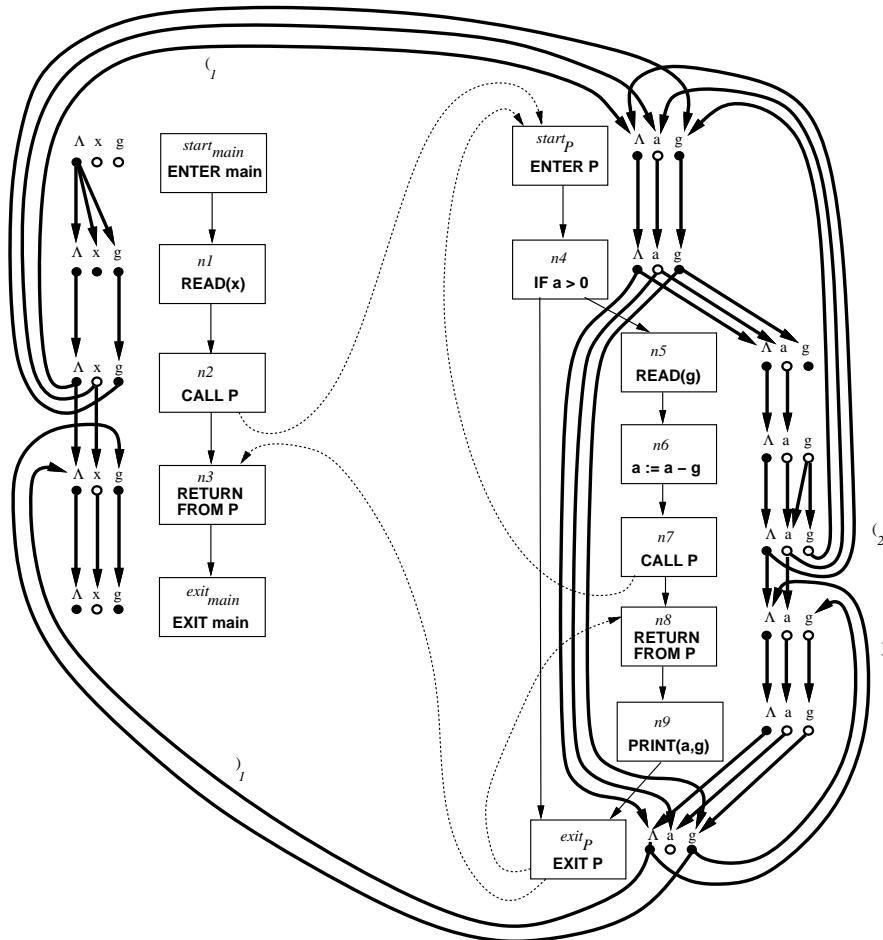 (1
Λ x g
start main
ENTER main
start P
ENTER P
Λ a g
Λ x g
n1
READ(x)
n4
IF a > 0
Λ a g
n5
READ(g)
Λ a g
Λ x g
n2
CALL P
n6
a := a − g
Λ a g
Λ x g
n3
RETURN
FROM P
n7
CALL P
Λ a g
(2
exit main
EXIT main
Λ x g
n8
RETURN
FROM P
Λ a g
)
n9
PRINT(a,g)
Λ a g
)1
exit P
EXIT P
Λ a g